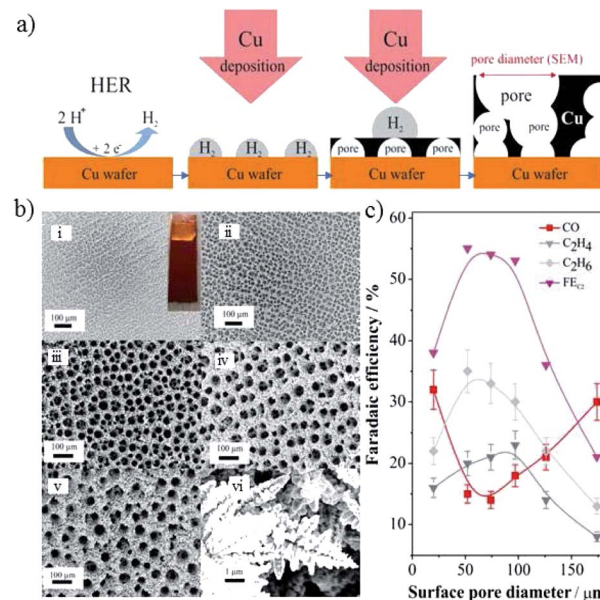 a)
HER
2 H⁺
H₂
+ 2 e⁻
Cu wafer
Cu
deposition
H₂
H₂
H₂
Cu wafer
Cu
deposition
H₂
pore
pore
pore
Cu wafer
pore diameter (SEM)
pore
Cu
pore
pore
Cu wafer
b)
i
100 μm
ii
100 μm
iii
100 μm
iv
100 μm
v
100 μm
vi
1 μm
c)
CO
C₂H₄
C₂H₆
FE_C2
Faradaic efficiency / %
60
50
40
30
20
10
0
50
100
150
Surface pore diameter / μm